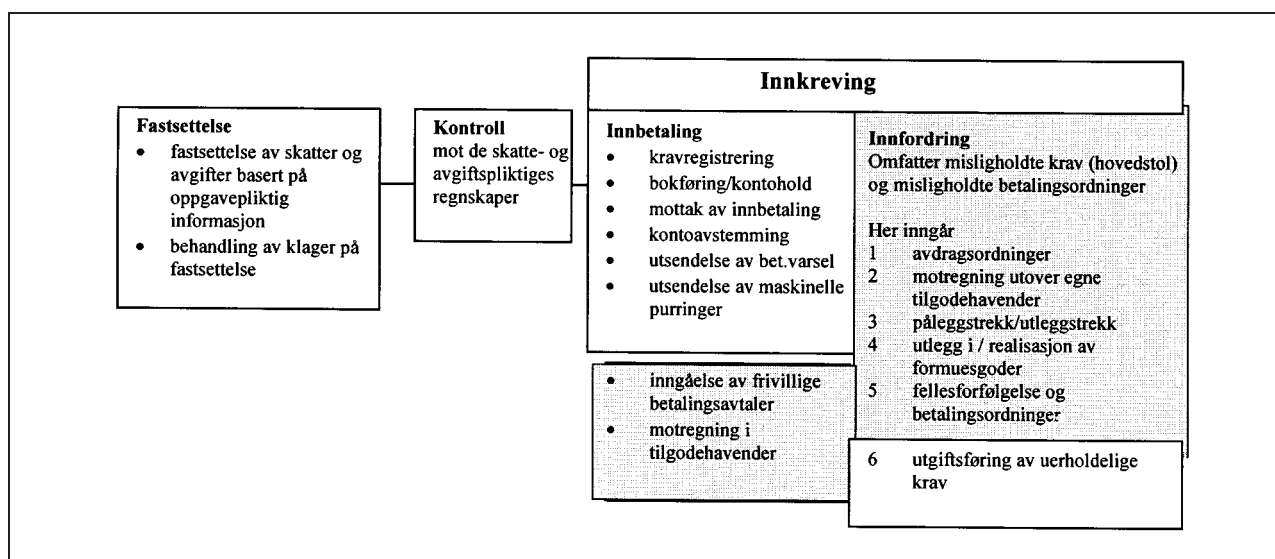 Innkreving
Fastsettelse
• fastsettelse av skatter og
avgifter basert på
oppgavepliktig
informasjon
• behandling av klager på
fastsettelse
Kontroll
mot de skatte- og
avgiftspliktiges
regnskaper
Innbetaling
• kravregistrering
• bokføring/kontohold
• mottak av innbetaling
• kontoavstemming
• utsendelse av bet.varsel
• utsendelse av maskinelle
purringer
• inngåelse av frivillige
betalingsavtaler
• motregning i
tilgodehavender
Innfordring
Omfatter misligholdte krav (hovedstol)
og misligholdte betalingsordninger
Her inngår
1 avdragsordninger
2 motregning utover egne
tilgodehavender
3 påleggstrekk/utleggstrekk
4 utlegg i / realisasjon av
formuesgoder
5 fellesforfølgelse og
betalingsordninger
6 utgiftsføring av uerholdelige
krav